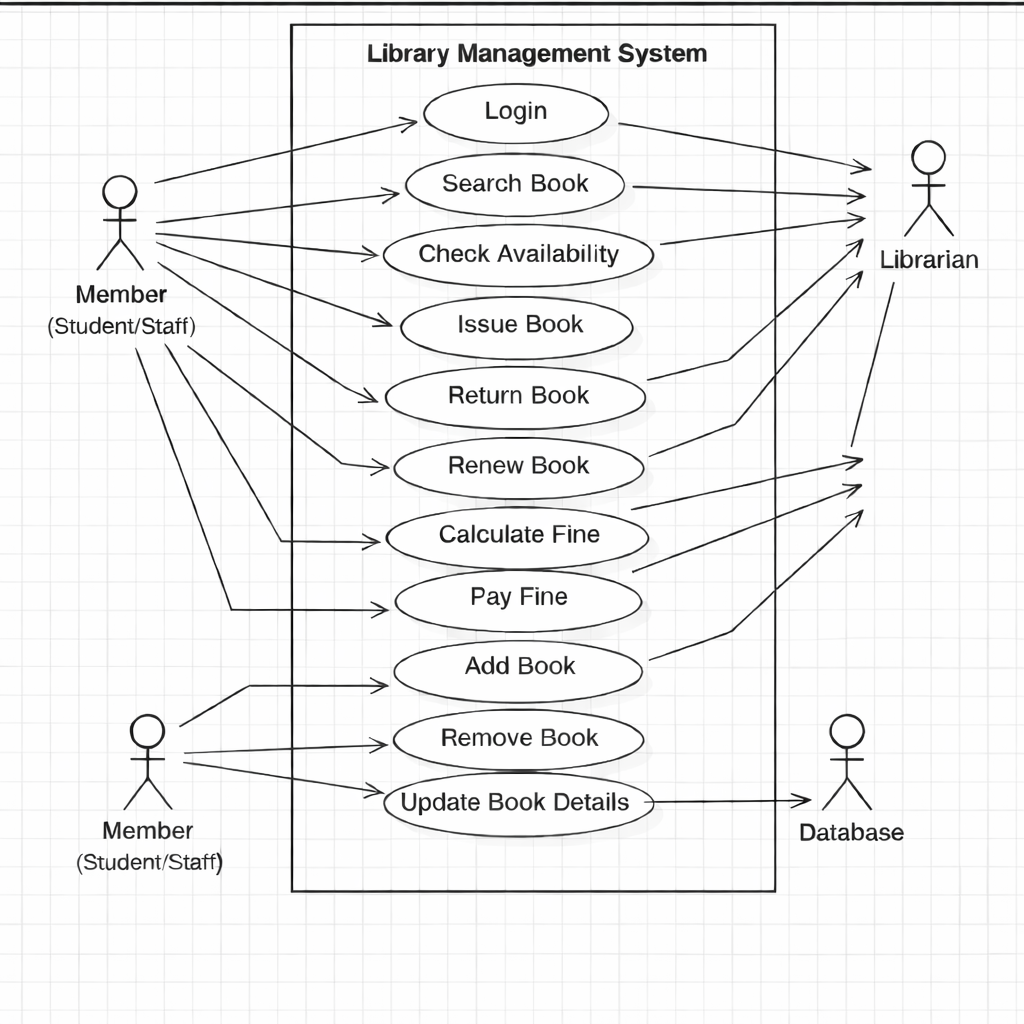 Library Management System
Login
Search Book
Check Availability
Librarian
Member
(Student/Staff)
Issue Book
Return Book
Renew Book
Calculate Fine
Pay Fine
Add Book
Remove Book
Update Book Details
Member
(Student/Staff)
Database